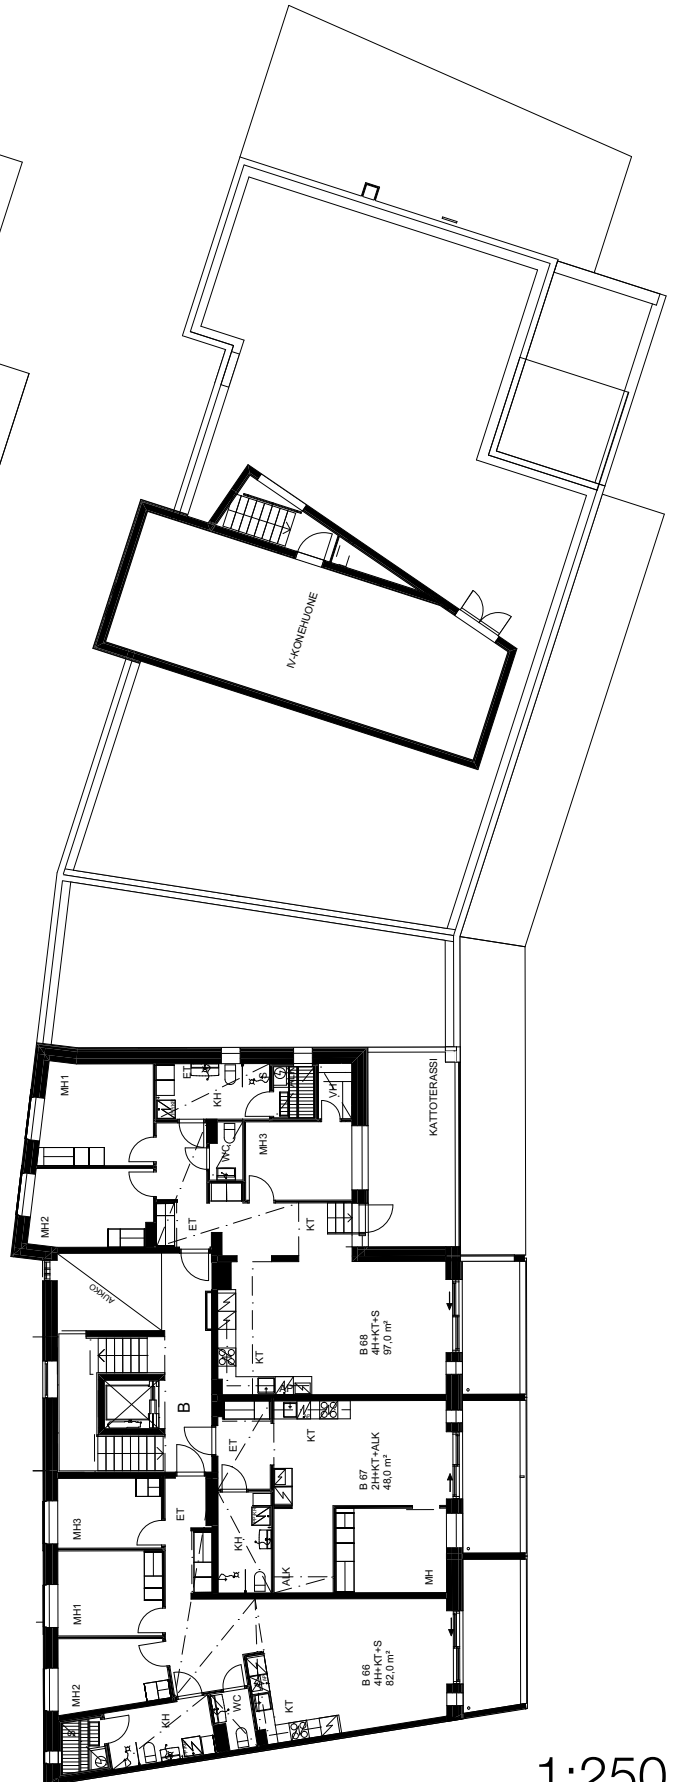 IV-KONEHUONE
MH1
ET
KH
S
VH
KATTOTERASSI
WC
MH3
MH2
ET
KT
AUKKO
KT
B 68
4H+KT+S
97,0 m²
B
ET
KT
B 67
2H+KT+ALK
48,0 m²
MH3
ET
KH
ALK
MH
MH1
MH2
B 66
4H+KT+S
82,0 m²
KT
WC
KH
S
1:250